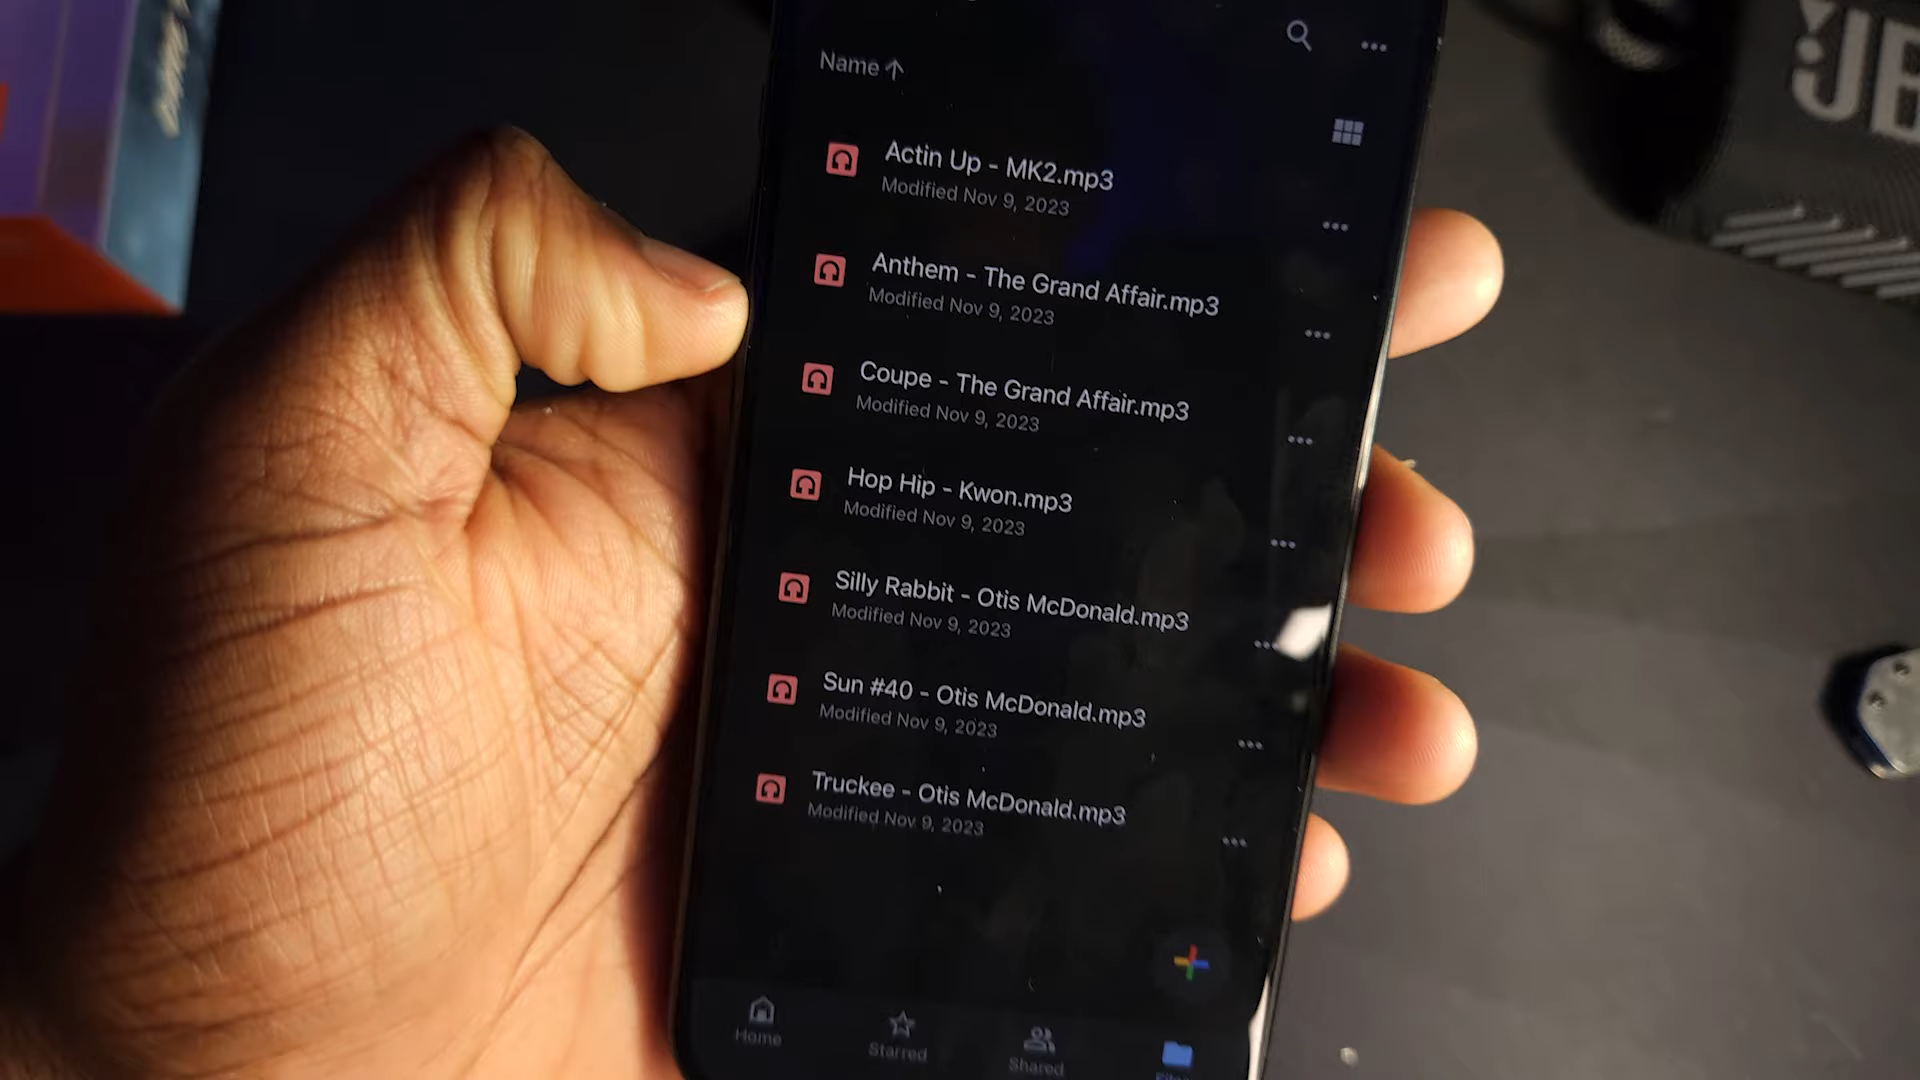 Name ↑
Actin Up - MK2.mp3
Modified Nov 9, 2023
Anthem - The Grand Affair.mp3
Modified Nov 9, 2023
Coupe - The Grand Affair.mp3
Modified Nov 9, 2023
Hop Hip - Kwon.mp3
Modified Nov 9, 2023
Silly Rabbit - Otis McDonald.mp3
Modified Nov 9, 2023
Sun #40 - Otis McDonald.mp3
Modified Nov 9, 2023
Truckee - Otis McDonald.mp3
Modified Nov 9, 2023
Home
Starred
Shared
JB